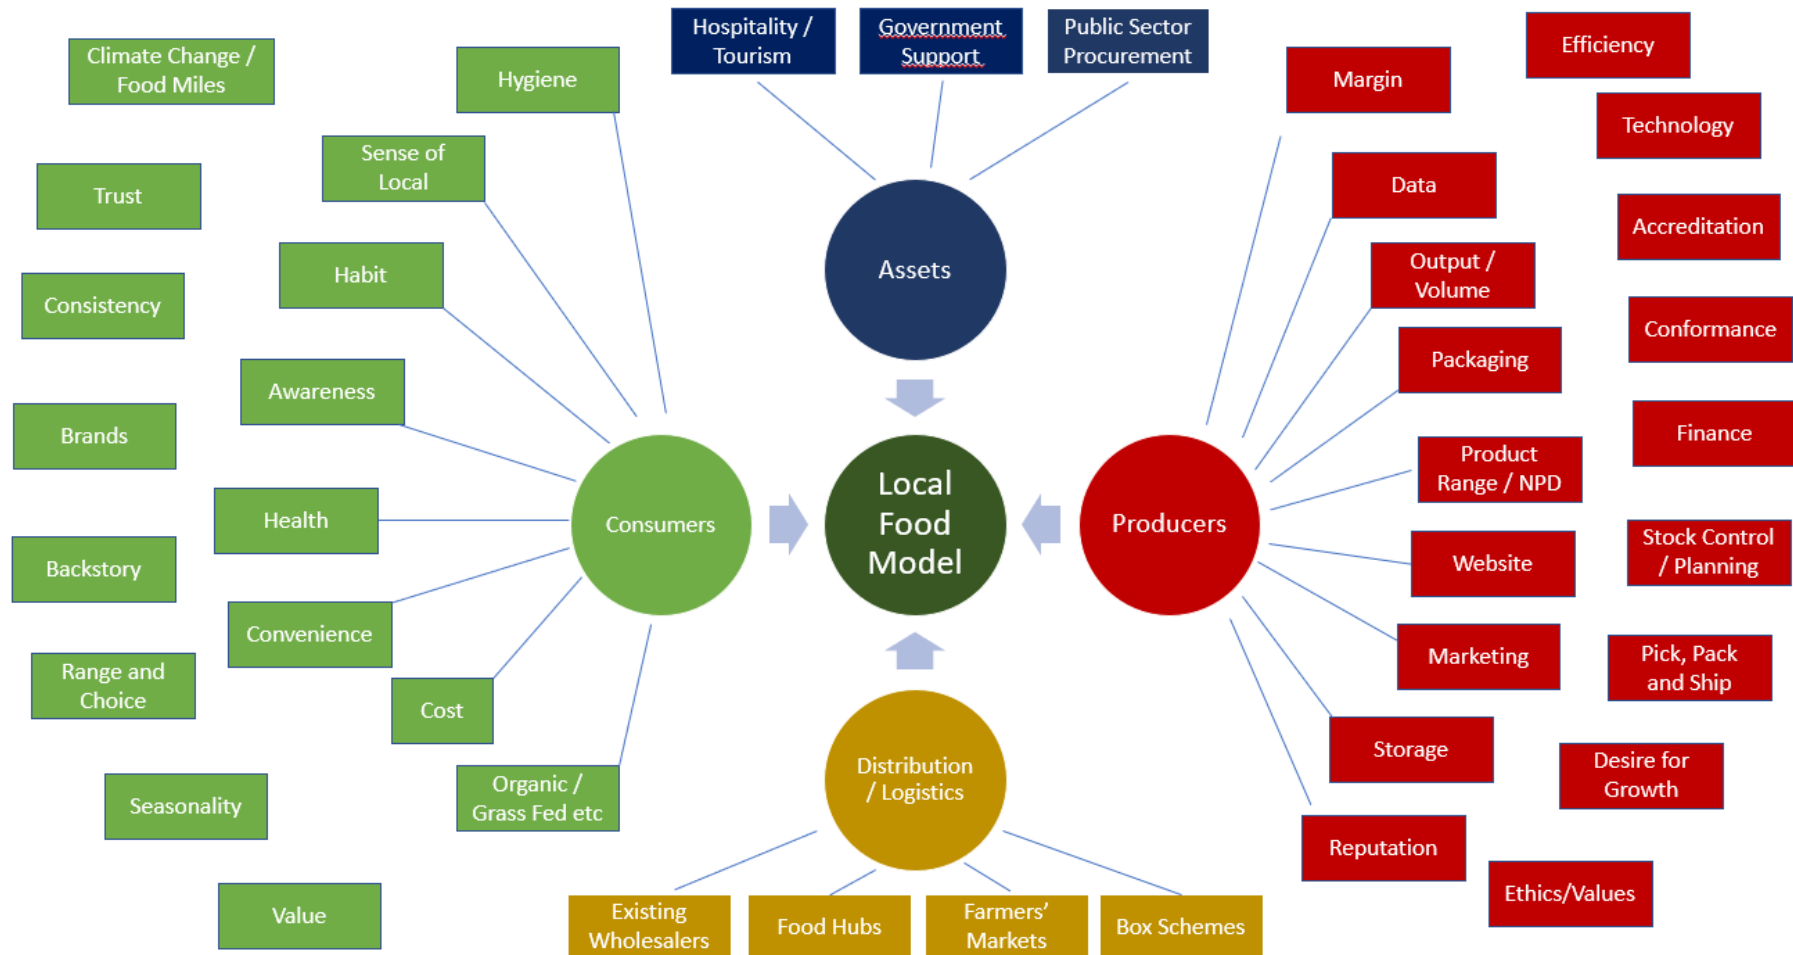 Climate Change /
Food Miles
Hygiene
Sense of
Local
Trust
Habit
Consistency
Awareness
Brands
Health
Backstory
Convenience
Range and
Choice
Cost
Seasonality
Organic /
Grass Fed etc
Value
Consumers
Hospitality /
Tourism
Government
Support
Public Sector
Procurement
Assets
Local
Food
Model
Distribution
/ Logistics
Existing
Wholesalers
Food Hubs
Farmers’
Markets
Box Schemes
Producers
Margin
Data
Output /
Volume
Packaging
Product
Range / NPD
Website
Marketing
Storage
Reputation
Efficiency
Technology
Accreditation
Conformance
Finance
Stock Control
/ Planning
Pick, Pack
and Ship
Desire for
Growth
Ethics/Values